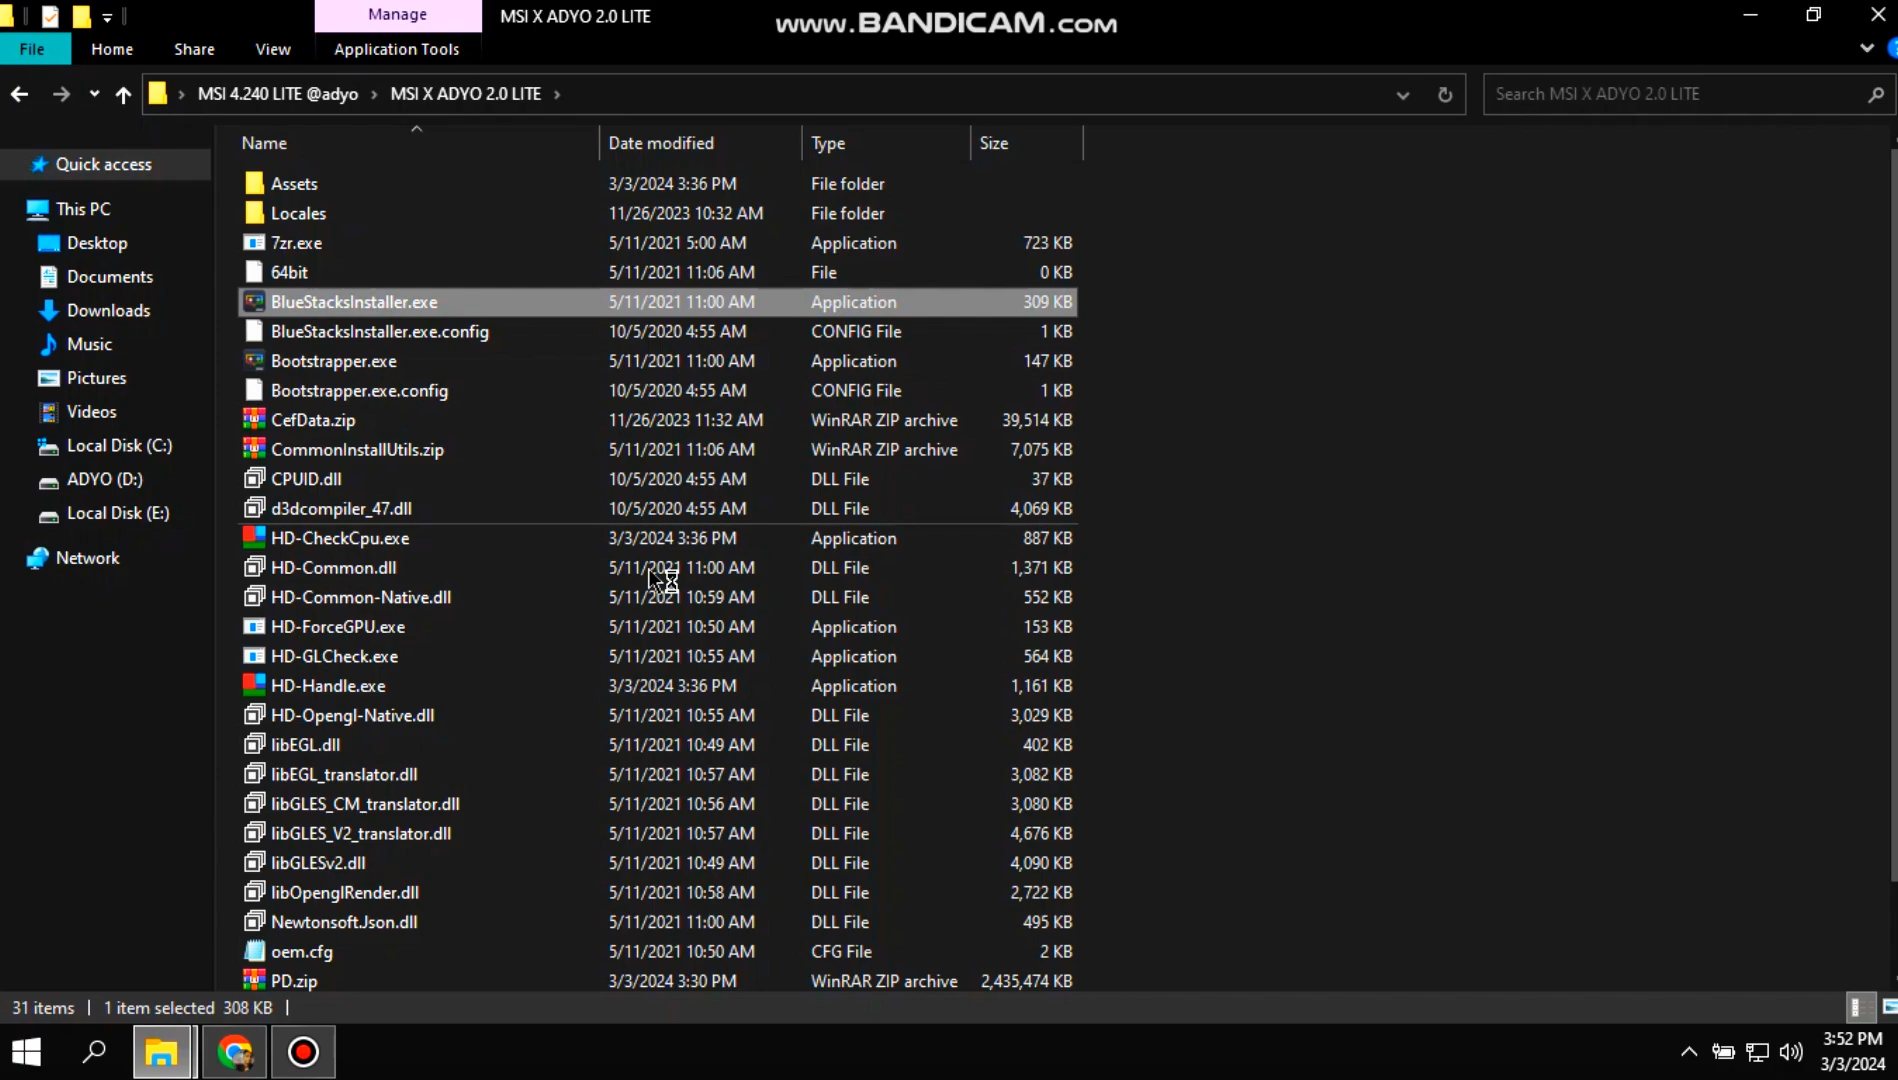 Manage
MSI X ADYO 2.0 LITE
www.BANDICAM.com
File Home Share View Application Tools
MSI 4.240 LITE @adyo MSI X ADYO 2.0 LITE
Search MSI X ADYO 2.0 LITE
Name Date modified Type Size
Quick access
This PC
Desktop
Documents
Downloads
Music
Pictures
Videos
Local Disk (C:)
ADYO (D:)
Local Disk (E:)
Network
Assets 3/3/2024 3:36 PM File folder
Locales 11/26/2023 10:32 AM File folder
7zr.exe 5/11/2021 5:00 AM Application 723 KB
64bit 5/11/2021 11:06 AM File 0 KB
BlueStacksInstaller.exe 5/11/2021 11:00 AM Application 309 KB
BlueStacksInstaller.exe.config 10/5/2020 4:55 AM CONFIG File 1 KB
Bootstrapper.exe 5/11/2021 11:00 AM Application 147 KB
Bootstrapper.exe.config 10/5/2020 4:55 AM CONFIG File 1 KB
CefData.zip 11/26/2023 11:32 AM WinRAR ZIP archive 39,514 KB
CommonInstallUtils.zip 5/11/2021 11:06 AM WinRAR ZIP archive 7,075 KB
CPUID.dll 10/5/2020 4:55 AM DLL File 37 KB
d3dcompiler_47.dll 10/5/2020 4:55 AM DLL File 4,069 KB
HD-CheckCpu.exe 3/3/2024 3:36 PM Application 887 KB
HD-Common.dll 5/11/2021 11:00 AM DLL File 1,371 KB
HD-Common-Native.dll 5/11/2021 10:59 AM DLL File 552 KB
HD-ForceGPU.exe 5/11/2021 10:50 AM Application 153 KB
HD-GLCheck.exe 5/11/2021 10:55 AM Application 564 KB
HD-Handle.exe 3/3/2024 3:36 PM Application 1,161 KB
HD-Opengl-Native.dll 5/11/2021 10:55 AM DLL File 3,029 KB
libEGL.dll 5/11/2021 10:49 AM DLL File 402 KB
libEGL_translator.dll 5/11/2021 10:57 AM DLL File 3,082 KB
libGLES_CM_translator.dll 5/11/2021 10:56 AM DLL File 3,080 KB
libGLES_V2_translator.dll 5/11/2021 10:57 AM DLL File 4,676 KB
libGLESv2.dll 5/11/2021 10:49 AM DLL File 4,090 KB
libOpenglRender.dll 5/11/2021 10:58 AM DLL File 2,722 KB
Newtonsoft.Json.dll 5/11/2021 11:00 AM DLL File 495 KB
oem.cfg 5/11/2021 10:50 AM CFG File 2 KB
PD.zip 3/3/2024 3:30 PM WinRAR ZIP archive 2,435,474 KB
31 items 1 item selected 308 KB
3:52 PM
3/3/2024